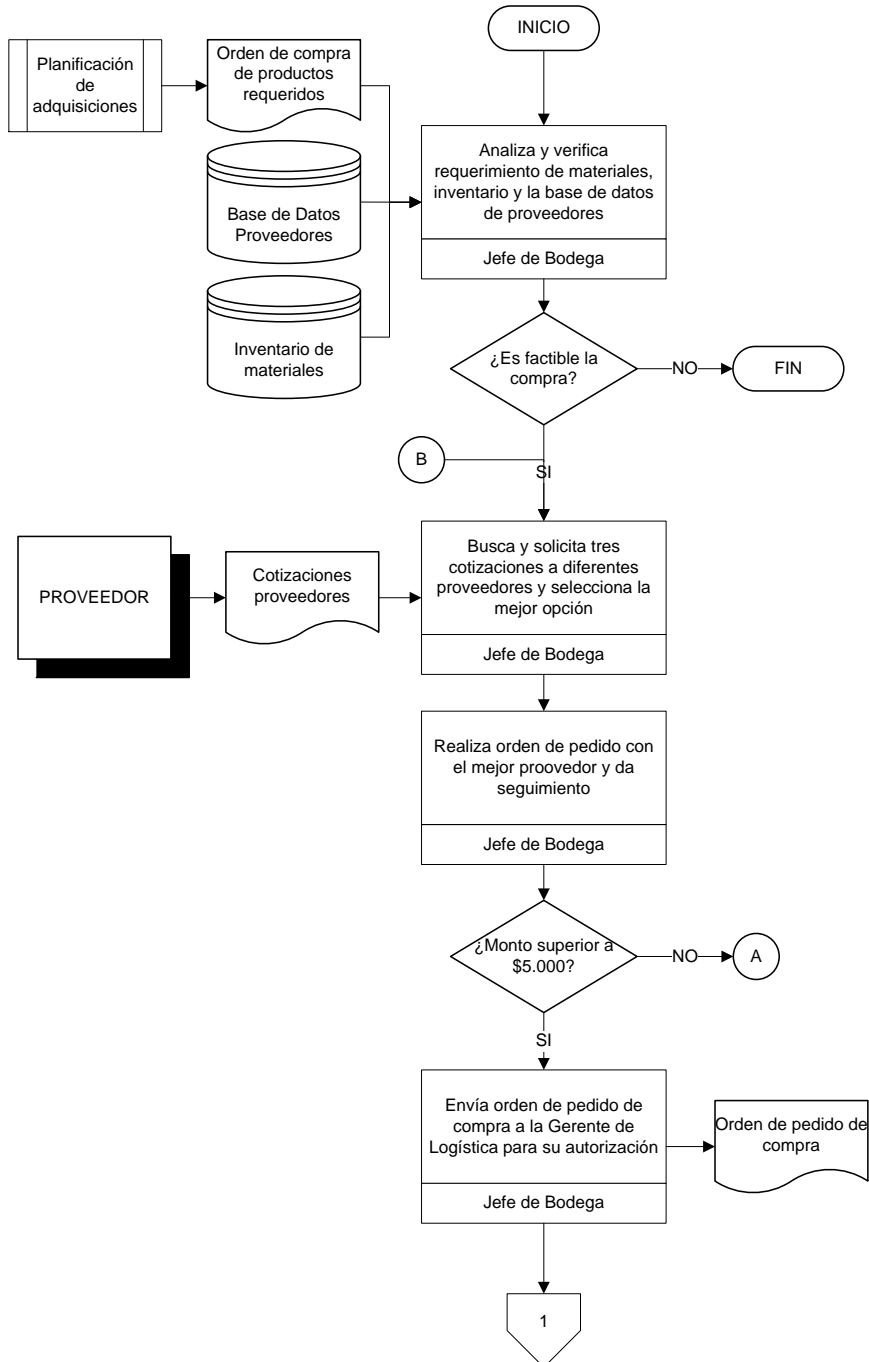 INICIO
Planificación
de
adquisiciones
Orden de compra
de productos
requeridos
Analiza y verifica
requerimiento de materiales,
inventario y la base de datos
de proveedores
Jefe de Bodega
Base de Datos
Proveedores
Inventario de
materiales
¿Es factible la
compra?
NO
FIN
B
SI
PROVEEDOR
Cotizaciones
proveedores
Busca y solicita tres
cotizaciones a diferentes
proveedores y selecciona la
mejor opción
Jefe de Bodega
Realiza orden de pedido con
el mejor proovedor y da
seguimiento
Jefe de Bodega
¿Monto superior a
$5.000?
NO
A
SI
Envía orden de pedido de
compra a la Gerente de
Logística para su autorización
Jefe de Bodega
Orden de pedido de
compra
1